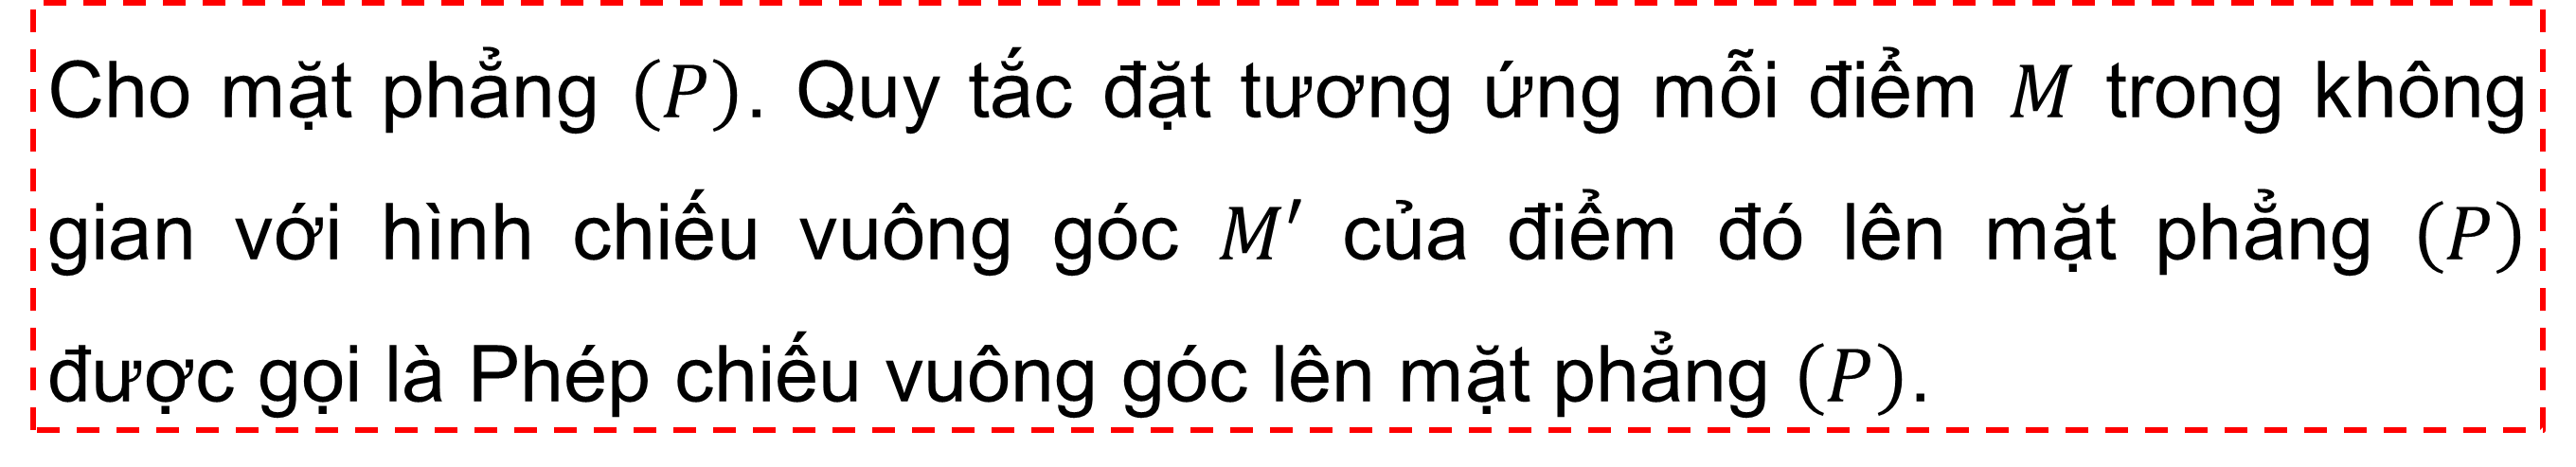 Cho mặt phẳng (P). Quy tắc đặt tương ứng mỗi điểm M trong không
gian với hình chiếu vuông góc M′ của điểm đó lên mặt phẳng (P)
được gọi là Phép chiếu vuông góc lên mặt phẳng (P).